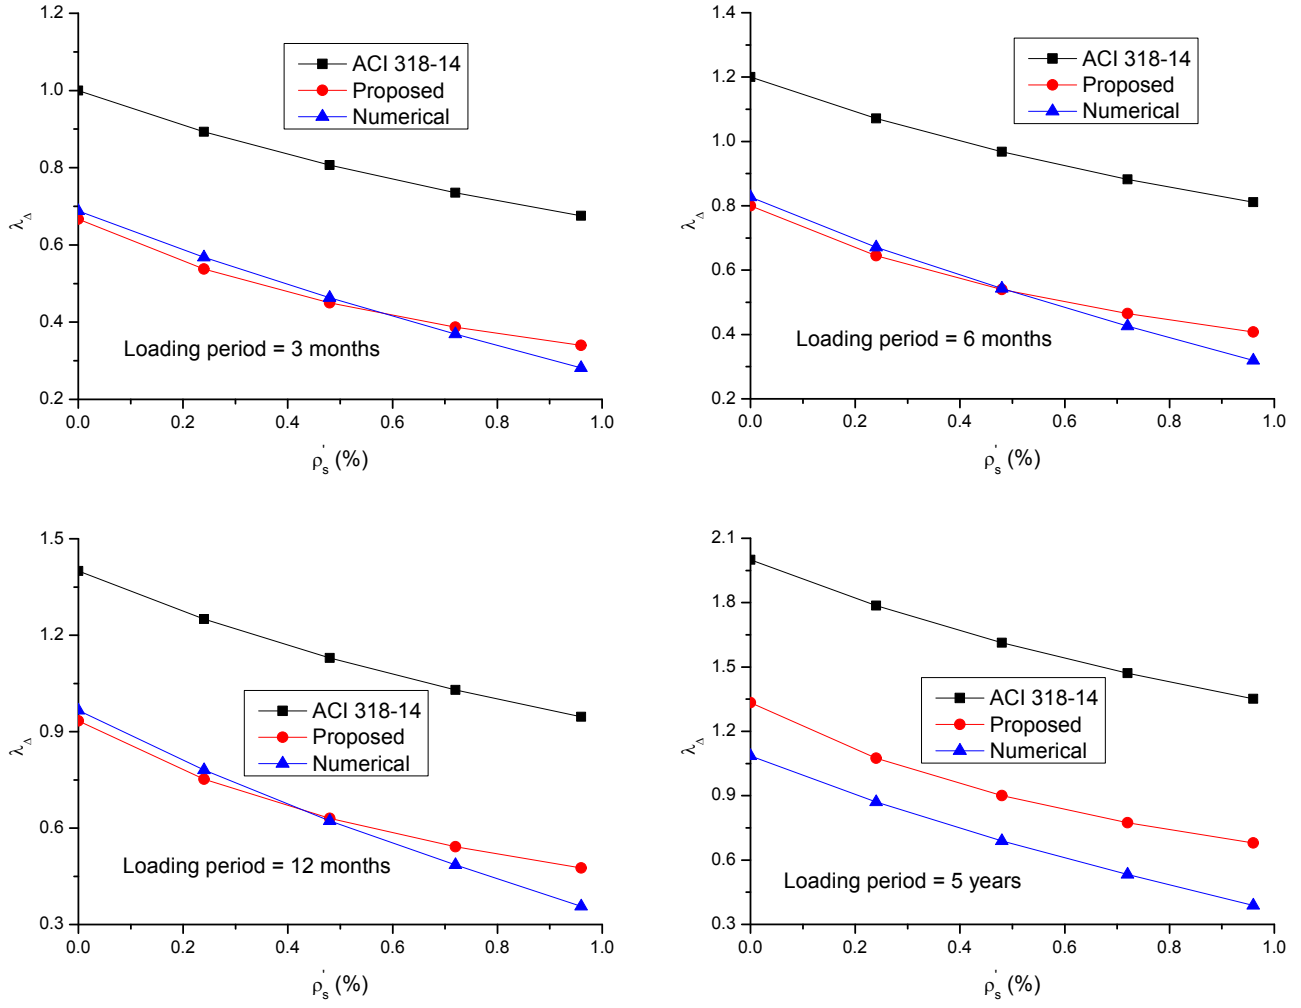 1.2
1.0
0.8
0.6
0.4
0.2
λΔ
ACI 318-14
Proposed
Numerical
Loading period = 3 months
0.0 0.2 0.4 0.6 0.8 1.0
ρs' (%)
1.4
1.2
1.0
0.8
0.6
0.4
0.2
λΔ
ACI 318-14
Proposed
Numerical
Loading period = 6 months
0.0 0.2 0.4 0.6 0.8 1.0
ρs' (%)
1.5
1.2
0.9
0.6
0.3
λΔ
ACI 318-14
Proposed
Numerical
Loading period = 12 months
0.0 0.2 0.4 0.6 0.8 1.0
ρs' (%)
2.1
1.8
1.5
1.2
0.9
0.6
0.3
λΔ
ACI 318-14
Proposed
Numerical
Loading period = 5 years
0.0 0.2 0.4 0.6 0.8 1.0
ρs' (%)